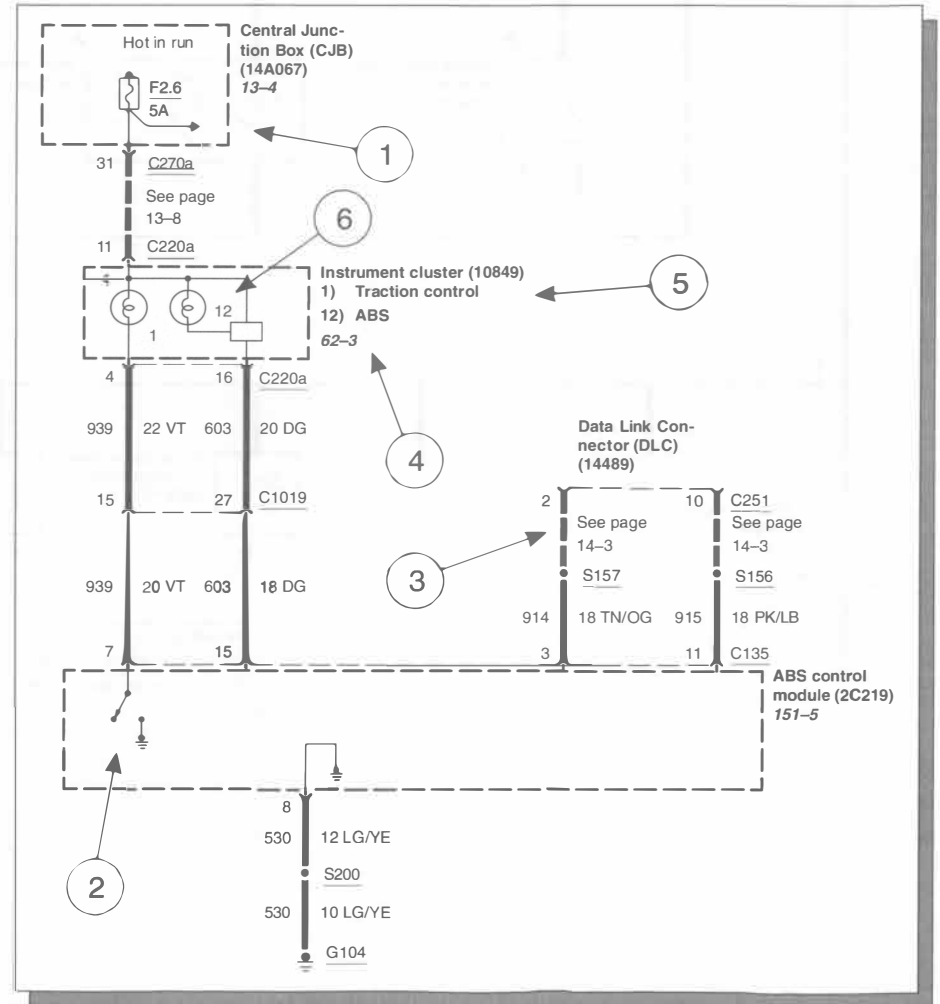 Hot in run
Central Junc-
tion Box (CJB)
(14A067)
13–4
F2.6
5A
1
31 C270a
See page
13–8
6
11 C220a
Instrument cluster (10849)
1) Traction control
12) ABS
62–3
5
12
1
4 16 C220a
939 22 VT 603 20 DG
4
Data Link Con-
nector (DLC)
(14489)
15 27 C1019
2 10 C251
See page See page
14–3 14–3
3
S157 S156
939 20 VT 603 18 DG
914 18 TN/OG 915 18 PK/LB
7 15 3 11 C135
ABS control
module (2C219)
151–5
2
8
530 12 LG/YE
S200
530 10 LG/YE
G104